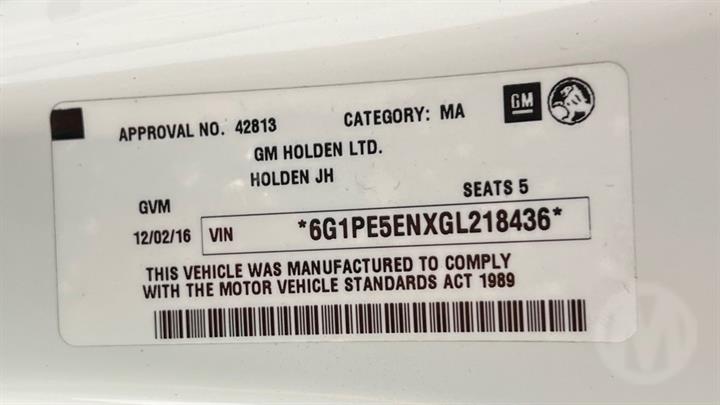 APPROVAL NO. 42813 CATEGORY: MA GM
GM HOLDEN LTD.
HOLDEN JH
GVM SEATS 5
12/02/16 VIN *6G1PE5ENXGL218436*
THIS VEHICLE WAS MANUFACTURED TO COMPLY
WITH THE MOTOR VEHICLE STANDARDS ACT 1989
M